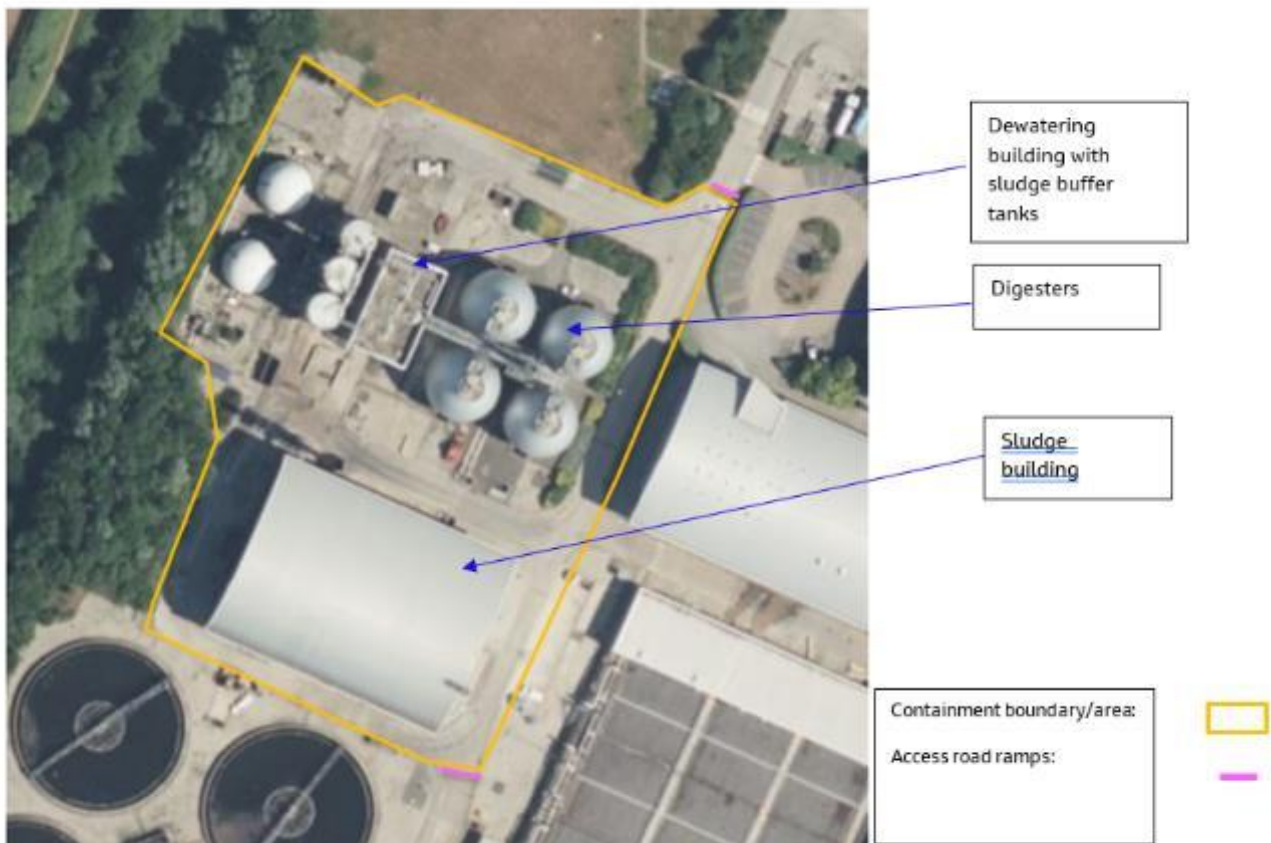 Dewatering
building with
sludge buffer
tanks
Digesters
Sludge
building
Containment boundary/area:
Access road ramps: